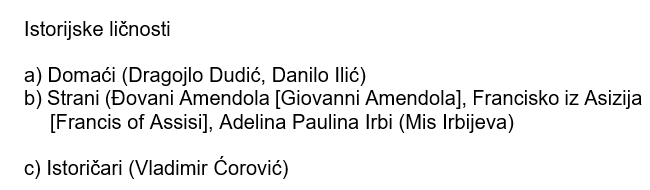 Istorijske ličnosti
a) Domaći (Dragojlo Dudić, Danilo Ilić)
b) Strani (Đovani Amendola [Giovanni Amendola], Francisko iz Asizija
[Francis of Assisi], Adelina Paulina Irbi (Mis Irbijeva)
c) Istoričari (Vladimir Ćorović)